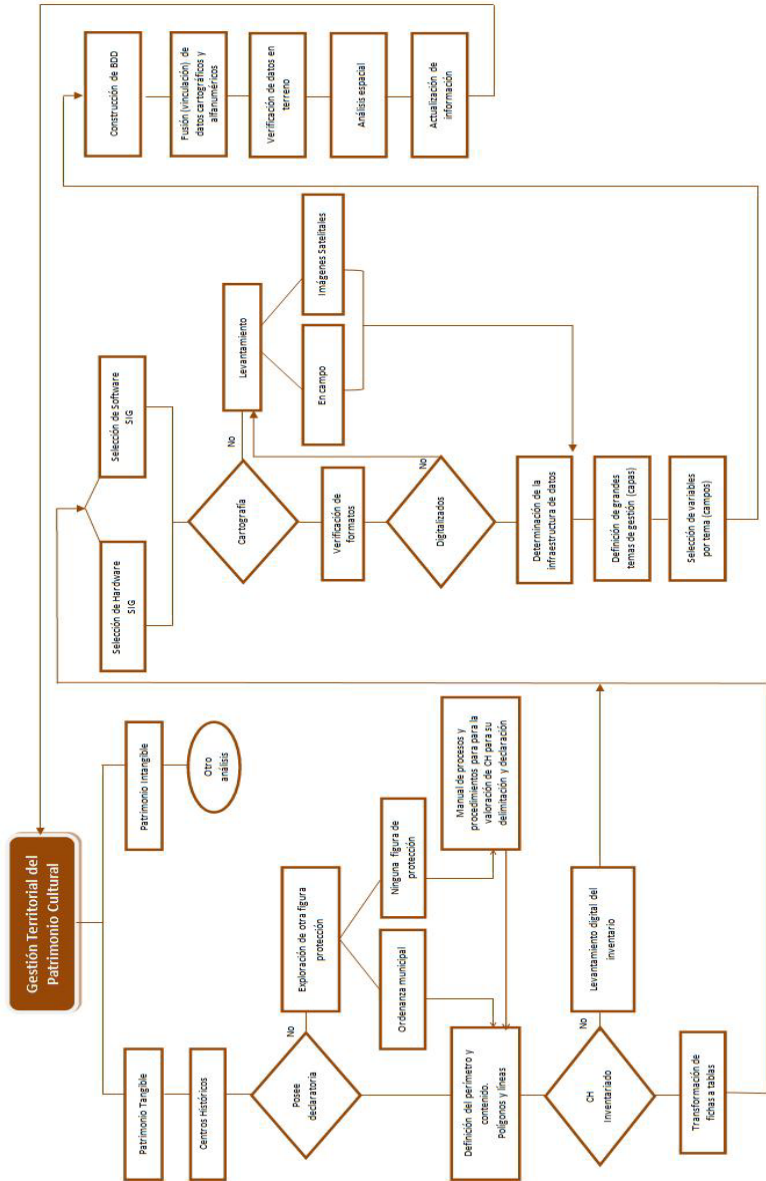 Gestión Territorial del
Patrimonio Cultural
Patrimonio Tangible
Patrimonio Intangible
Centros Históricos
Otro
análisis
Posee
declaratoria
No
Exploración de otra figura
protección
Ordenanza municipal
Ninguna figura de
protección
Manual de procesos y
procedimientos para para la
valoración de CH para su
delimitación y declaración
Definición del perímetro y
contenido.
Polígonos y líneas
CH
Inventariado
No
Levantamiento digital del
inventario
Transformación de
fichas a tablas
Selección de Hardware
SIG
Selección de Software
SIG
Cartografía
No
Levantamiento
En campo
Imágenes Satelitales
Verificación de
formatos
Digitalizados
No
Determinación de la
infraestructura de datos
Definición de grandes
temas de gestión (capas)
Selección de variables
por tema (campos)
Construcción de BDD
Fusión (vinculación) de
datos cartográficos y
alfanuméricos
Verificación de datos en
terreno
Análisis espacial
Actualización de
información